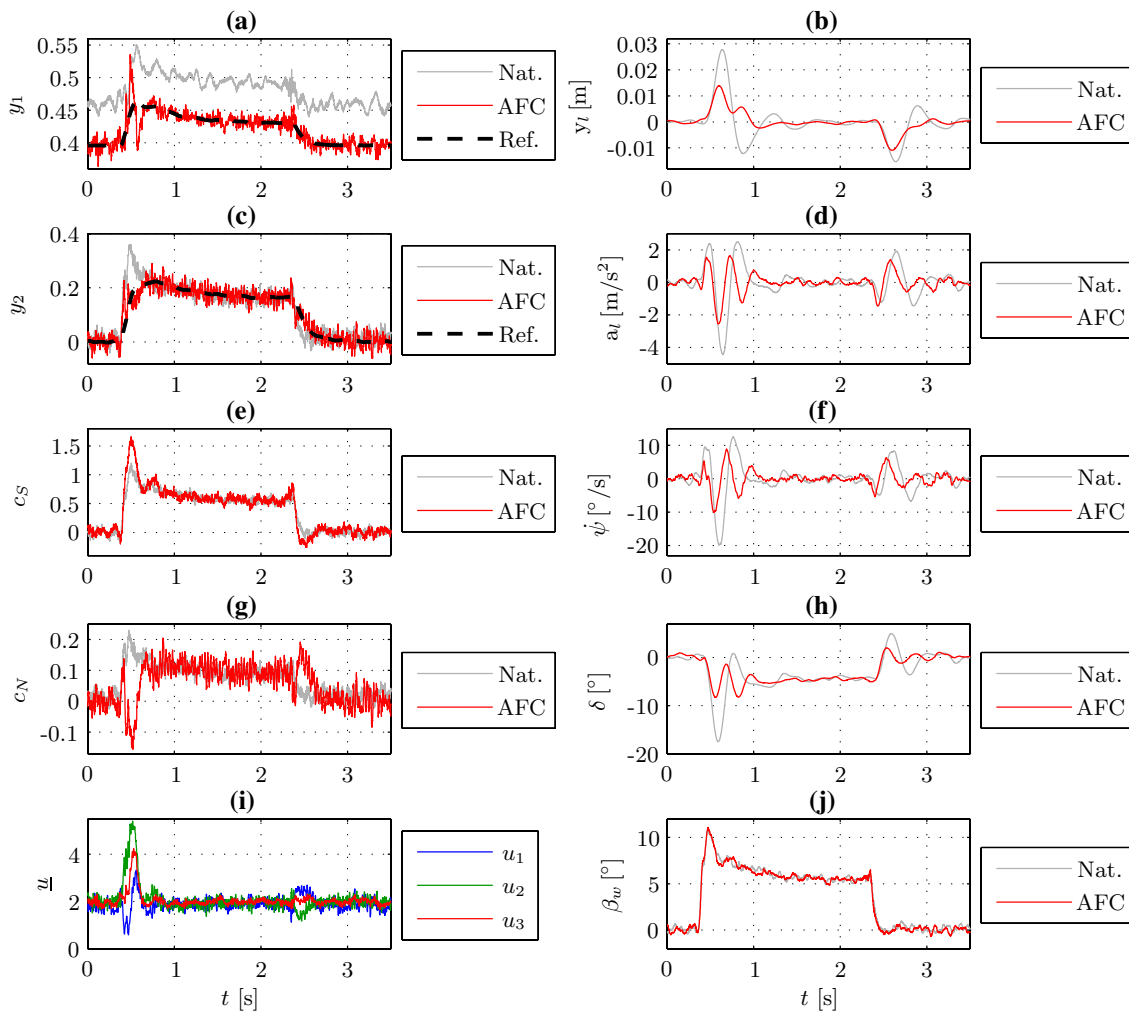 (a)
0.55
0.5
0.45
0.4
y1
0 1 2 3
Nat.
AFC
Ref.
(b)
0.03
0.02
0.01
0
-0.01
yl [m]
0 1 2 3
Nat.
AFC
(c)
0.4
0.2
0
y2
0 1 2 3
Nat.
AFC
Ref.
(d)
2
0
-2
-4
al [m/s²]
0 1 2 3
Nat.
AFC
(e)
1.5
1
0.5
0
cS
0 1 2 3
Nat.
AFC
(f)
10
0
-10
-20
ψ̇ [°/s]
0 1 2 3
Nat.
AFC
(g)
0.2
0.1
0
-0.1
cN
0 1 2 3
Nat.
AFC
(h)
0
-10
-20
δ [°]
0 1 2 3
Nat.
AFC
(i)
4
2
0
u
0 1 2 3
t [s]
u1
u2
u3
(j)
10
5
0
βw [°]
0 1 2 3
t [s]
Nat.
AFC